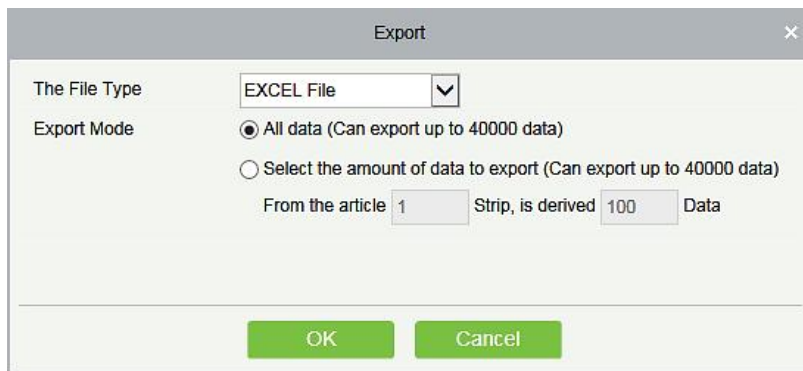 Export
The File Type EXCEL File
Export Mode All data (Can export up to 40000 data)
Select the amount of data to export (Can export up to 40000 data)
From the article 1 Strip, is derived 100 Data
OK Cancel